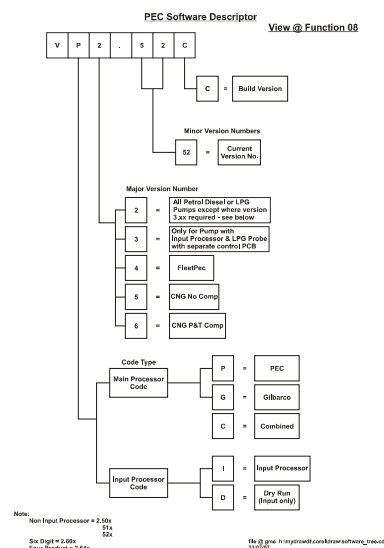 PEC Software Descriptor
View @ Function 08
V P 2 . 5 2 C
C = Build Version
Minor Version Numbers
52 = Current
Version No.
Major Version Number
2 = All Petrol Diesel or LPG
Pumps except where version
3.xx required - see below
3 = Only for Pump with
Input Processor & LPG Probe
with separate control PCB
4 = FleetPec
5 = CNG No Comp
6 = CNG P&T Comp
Code Type
Main Processor
Code
P = PEC
G = Gilbarco
C = Combined
Input Processor
Code
I = Input Processor
D = Dry Run
(Input only)
Note:
Non Input Processor = 2.50x
51x
52x
Six Digit = 2.60x